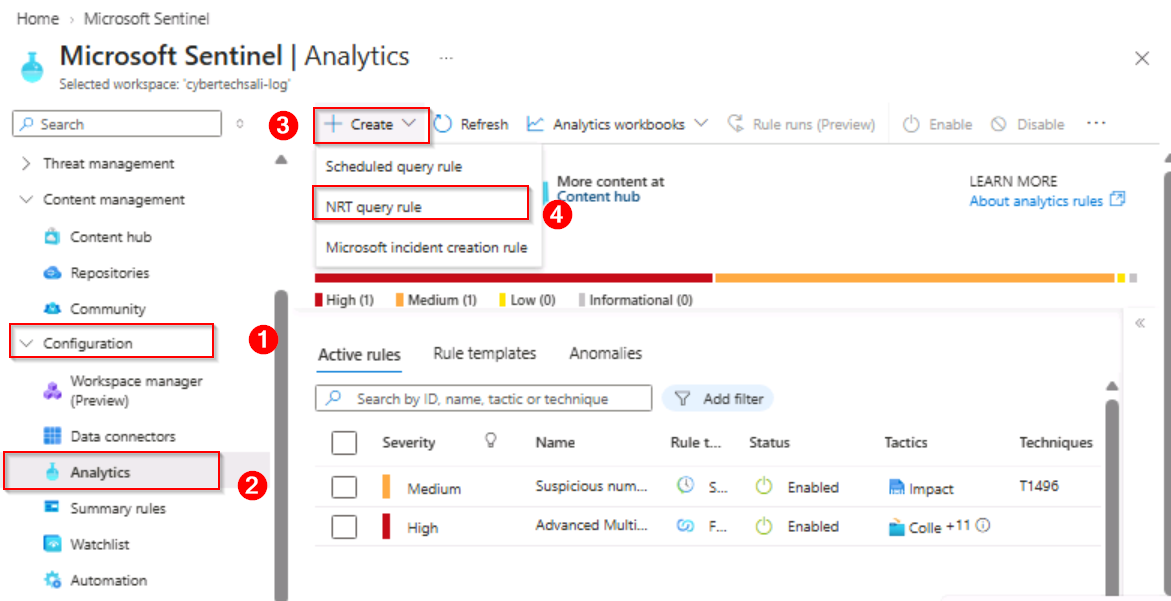 Home › Microsoft Sentinel
Microsoft Sentinel | Analytics ...
Selected workspace: 'cybertechsali-log'
Search
3
Create
Refresh
Analytics workbooks
Rule runs (Preview)
Enable
Disable
...
Threat management
Content management
Content hub
Repositories
Community
1
Configuration
Workspace manager
(Preview)
Data connectors
Analytics
2
Summary rules
Watchlist
Automation
Scheduled query rule
NRT query rule
4
Microsoft incident creation rule
More content at
Content hub
LEARN MORE
About analytics rules
High (1) Medium (1) Low (0) Informational (0)
«
Active rules Rule templates Anomalies
Search by ID, name, tactic or technique
Add filter
Severity Name Rule t... Status Tactics Techniques
Medium Suspicious num... S... Enabled Impact T1496
High Advanced Multi... F... Enabled Colle +11